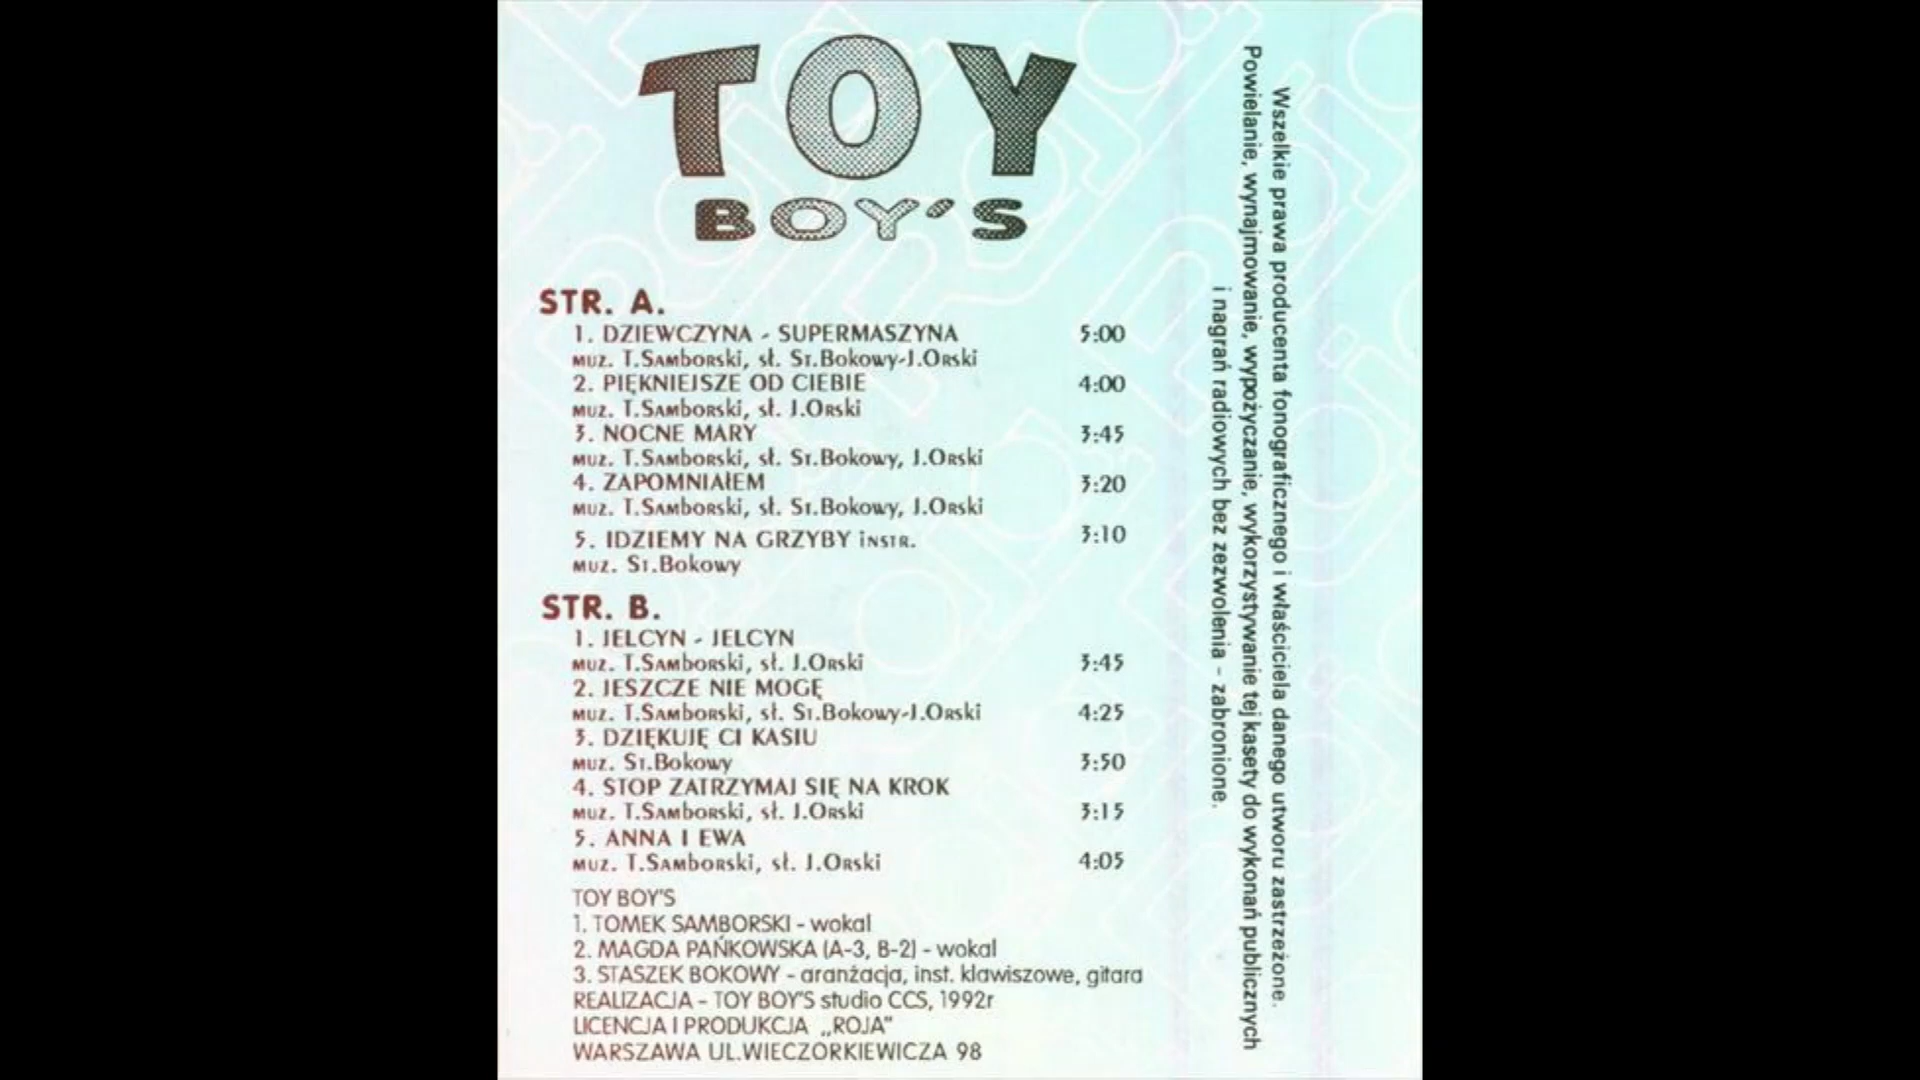 TOY
BOY'S
STR. A.
1. DZIEWCZYNA - SUPERMASZYNA 5:00
muz. T.Samborski, sł. St.Bokowy-J.Orski
2. PIĘKNIEJSZE OD CIEBIE 4:00
muz. T.Samborski, sł. J.Orski
3. NOCNE MARY 3:45
muz. T.Samborski, sł. St.Bokowy, J.Orski
4. ZAPOMNIAłEM 3:20
muz. T.Samborski, sł. St.Bokowy, J.Orski
5. IDZIEMY NA GRZYBY instr. 3:10
muz. St.Bokowy
STR. B.
1. JELCYN - JELCYN
muz. T.Samborski, sł. J.Orski 3:45
2. JESZCZE NIE MOGĘ
muz. T.Samborski, sł. St.Bokowy-J.Orski 4:25
3. DZIĘKUJĘ CI KASIU
muz. St.Bokowy 3:50
4. STOP ZATRZYMAJ SIĘ NA KROK
muz. T.Samborski, sł. J.Orski 3:15
5. ANNA I EWA
muz. T.Samborski, sł. J.Orski 4:05
TOY BOY'S
1. TOMEK SAMBORSKI - wokal
2. MAGDA PAŃKOWSKA (A-3, B-2) - wokal
3. STASZEK BOKOWY - aranżacja, inst. klawiszowe, gitara
REALIZACJA - TOY BOY'S studio CCS, 1992r
LICENCJA I PRODUKCJA „ROJA"
WARSZAWA UL.WIECZORKIEWICZA 98
Wszelkie prawa producenta fonograficznego i właściciela danego utworu zastrzeżone.
Powielanie, wynajmowanie, wypożyczanie, wykorzystywanie tej kasety do wykonań publicznych
i nagrań radiowych bez zezwolenia - zabronione.